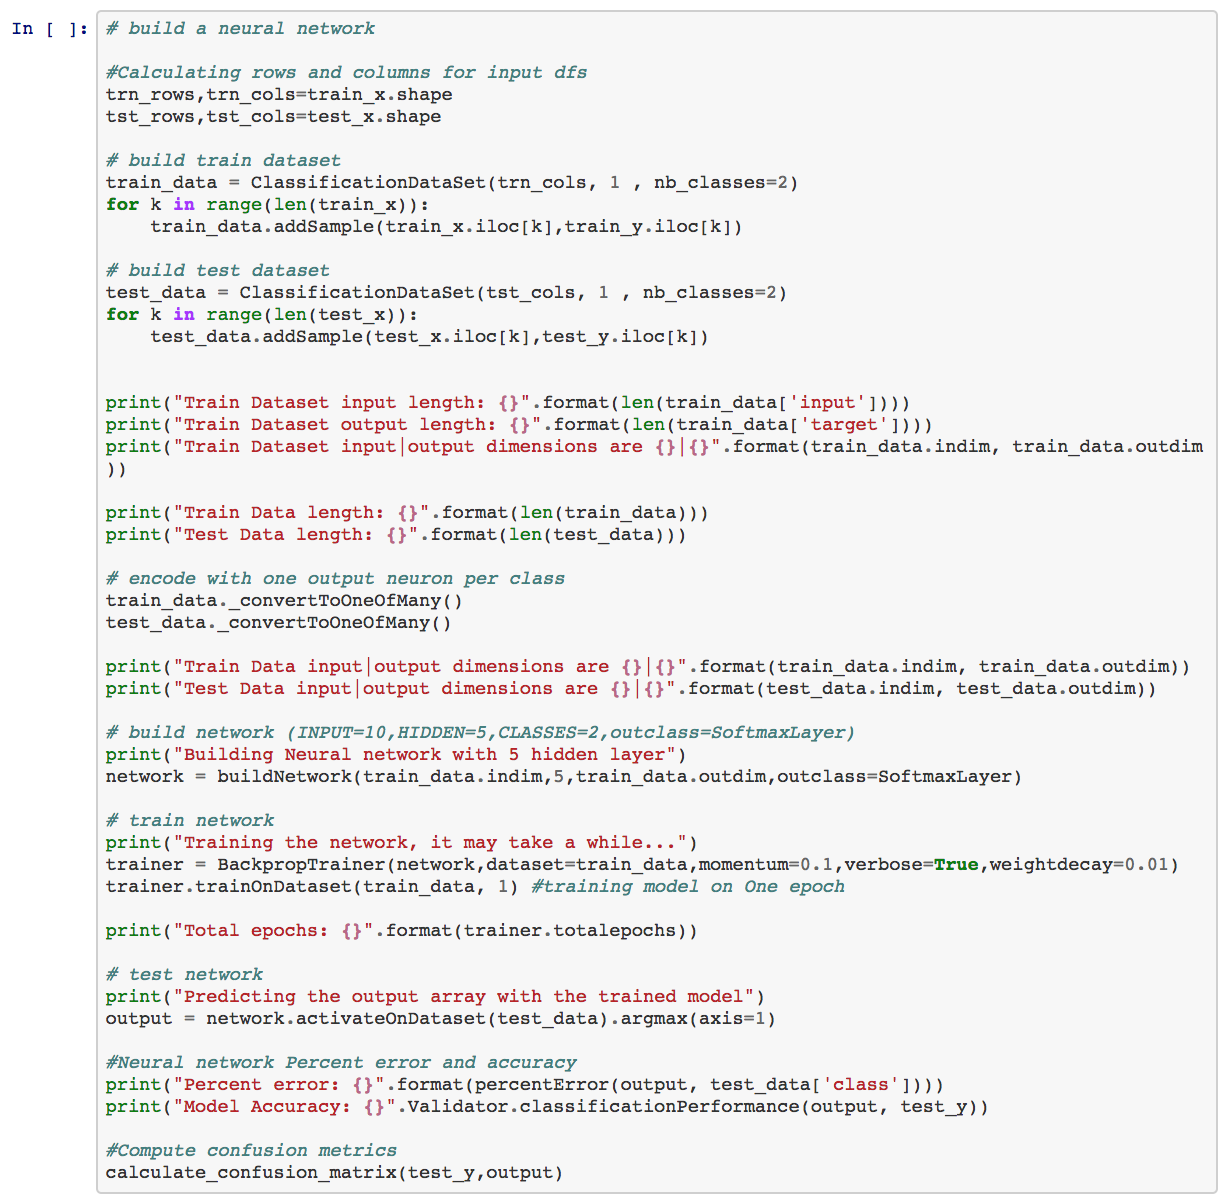 In [ ]: # build a neural network
#Calculating rows and columns for input dfs
trn_rows,trn_cols=train_x.shape
tst_rows,tst_cols=test_x.shape
# build train dataset
train_data = ClassificationDataSet(trn_cols, 1 , nb_classes=2)
for k in range(len(train_x)):
    train_data.addSample(train_x.iloc[k],train_y.iloc[k])
# build test dataset
test_data = ClassificationDataSet(tst_cols, 1 , nb_classes=2)
for k in range(len(test_x)):
    test_data.addSample(test_x.iloc[k],test_y.iloc[k])
print("Train Dataset input length: {}".format(len(train_data['input'])))
print("Train Dataset output length: {}".format(len(train_data['target'])))
print("Train Dataset input|output dimensions are {}|{}".format(train_data.indim, train_data.outdim
))
print("Train Data length: {}".format(len(train_data)))
print("Test Data length: {}".format(len(test_data)))
# encode with one output neuron per class
train_data._convertToOneOfMany()
test_data._convertToOneOfMany()
print("Train Data input|output dimensions are {}|{}".format(train_data.indim, train_data.outdim))
print("Test Data input|output dimensions are {}|{}".format(test_data.indim, test_data.outdim))
# build network (INPUT=10,HIDDEN=5,CLASSES=2,outclass=SoftmaxLayer)
print("Building Neural network with 5 hidden layer")
network = buildNetwork(train_data.indim,5,train_data.outdim,outclass=SoftmaxLayer)
# train network
print("Training the network, it may take a while...")
trainer = BackpropTrainer(network,dataset=train_data,momentum=0.1,verbose=True,weightdecay=0.01)
trainer.trainOnDataset(train_data, 1) #training model on One epoch
print("Total epochs: {}".format(trainer.totalepochs))
# test network
print("Predicting the output array with the trained model")
output = network.activateOnDataset(test_data).argmax(axis=1)
#Neural network Percent error and accuracy
print("Percent error: {}".format(percentError(output, test_data['class'])))
print("Model Accuracy: {}".Validator.classificationPerformance(output, test_y))
#Compute confusion metrics
calculate_confusion_matrix(test_y,output)